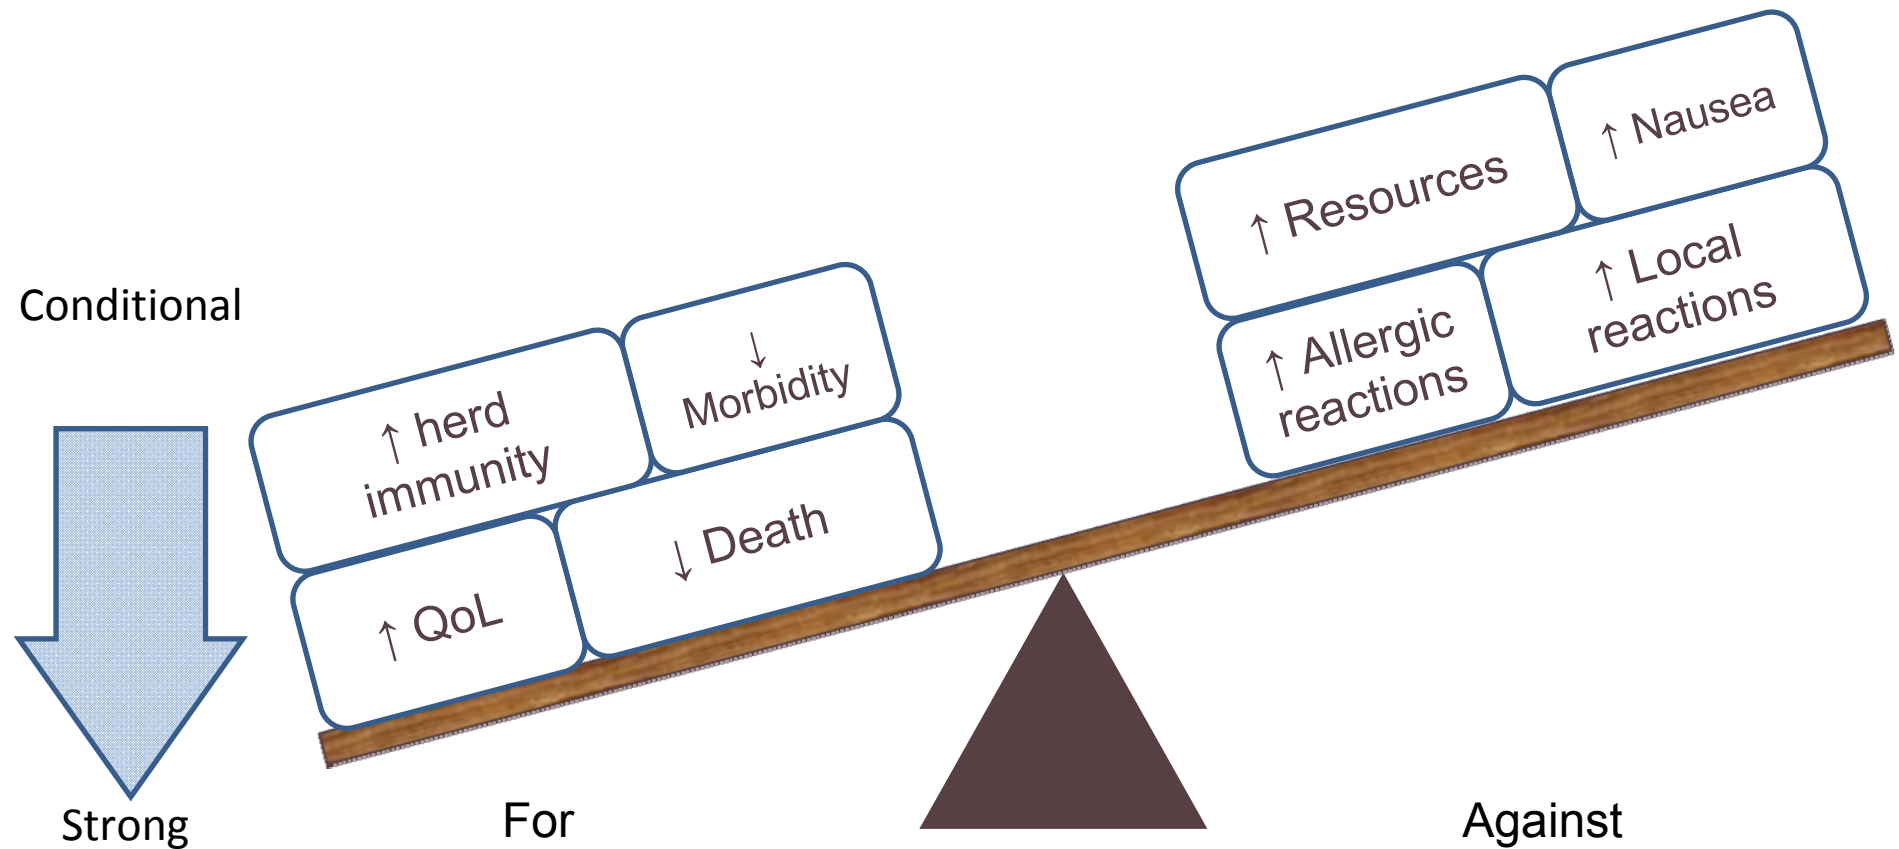 Conditional
Strong
↑ herd
immunity
↓
Morbidity
↑ QoL
↓ Death
For
↑ Resources
↑ Nausea
↑ Allergic
reactions
↑ Local
reactions
Against